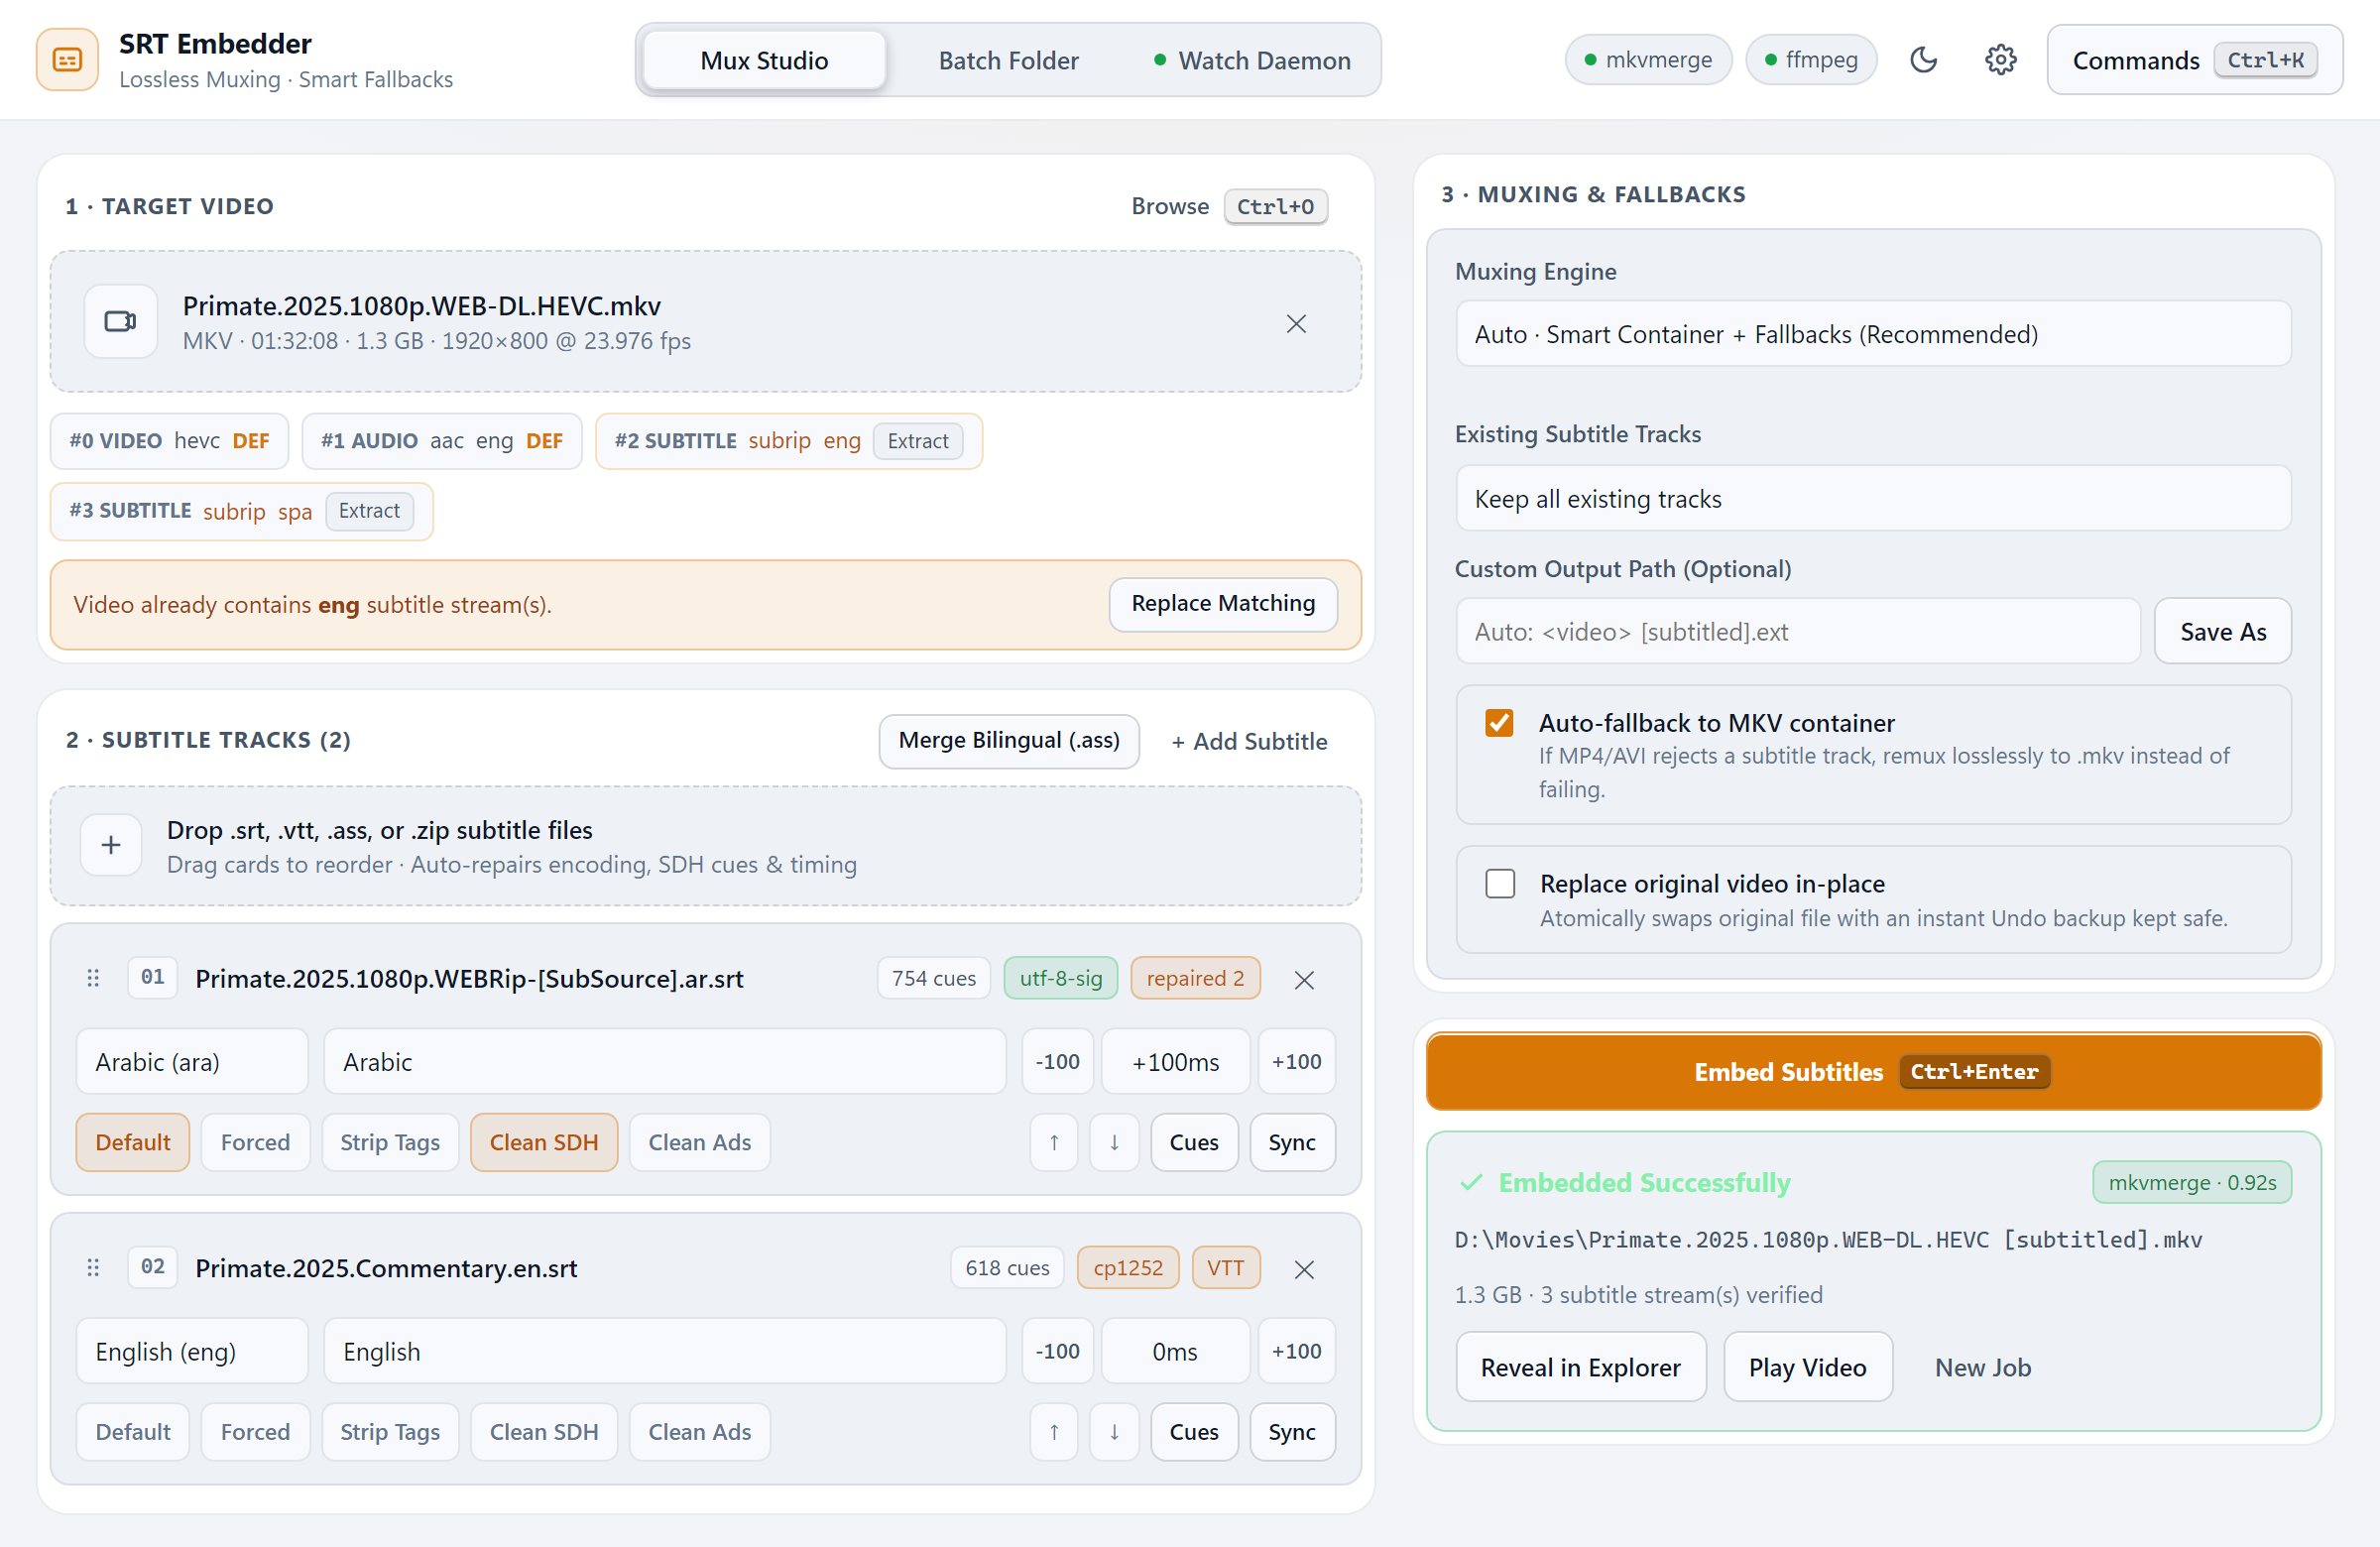 SRT Embedder
Lossless Muxing · Smart Fallbacks
Mux Studio
Batch Folder
Watch Daemon
mkvmerge
ffmpeg
Commands Ctrl+K
1 · TARGET VIDEO
Browse Ctrl+O
Primate.2025.1080p.WEB-DL.HEVC.mkv
MKV · 01:32:08 · 1.3 GB · 1920×800 @ 23.976 fps
#0 VIDEO hevc DEF
#1 AUDIO aac eng DEF
#2 SUBTITLE subrip eng Extract
#3 SUBTITLE subrip spa Extract
Video already contains eng subtitle stream(s).
Replace Matching
2 · SUBTITLE TRACKS (2)
Merge Bilingual (.ass)
+ Add Subtitle
Drop .srt, .vtt, .ass, or .zip subtitle files
Drag cards to reorder · Auto-repairs encoding, SDH cues & timing
01 Primate.2025.1080p.WEBRip-[SubSource].ar.srt
754 cues
utf-8-sig
repaired 2
Arabic (ara)
Arabic
-100
+100ms
+100
Default
Forced
Strip Tags
Clean SDH
Clean Ads
↑
↓
Cues
Sync
02 Primate.2025.Commentary.en.srt
618 cues
cp1252
VTT
English (eng)
English
-100
0ms
+100
Default
Forced
Strip Tags
Clean SDH
Clean Ads
↑
↓
Cues
Sync
3 · MUXING & FALLBACKS
Muxing Engine
Auto · Smart Container + Fallbacks (Recommended)
Existing Subtitle Tracks
Keep all existing tracks
Custom Output Path (Optional)
Auto: <video> [subtitled].ext
Save As
Auto-fallback to MKV container
If MP4/AVI rejects a subtitle track, remux losslessly to .mkv instead of
failing.
Replace original video in-place
Atomically swaps original file with an instant Undo backup kept safe.
Embed Subtitles Ctrl+Enter
Embedded Successfully
mkvmerge · 0.92s
D:\Movies\Primate.2025.1080p.WEB-DL.HEVC [subtitled].mkv
1.3 GB · 3 subtitle stream(s) verified
Reveal in Explorer
Play Video
New Job